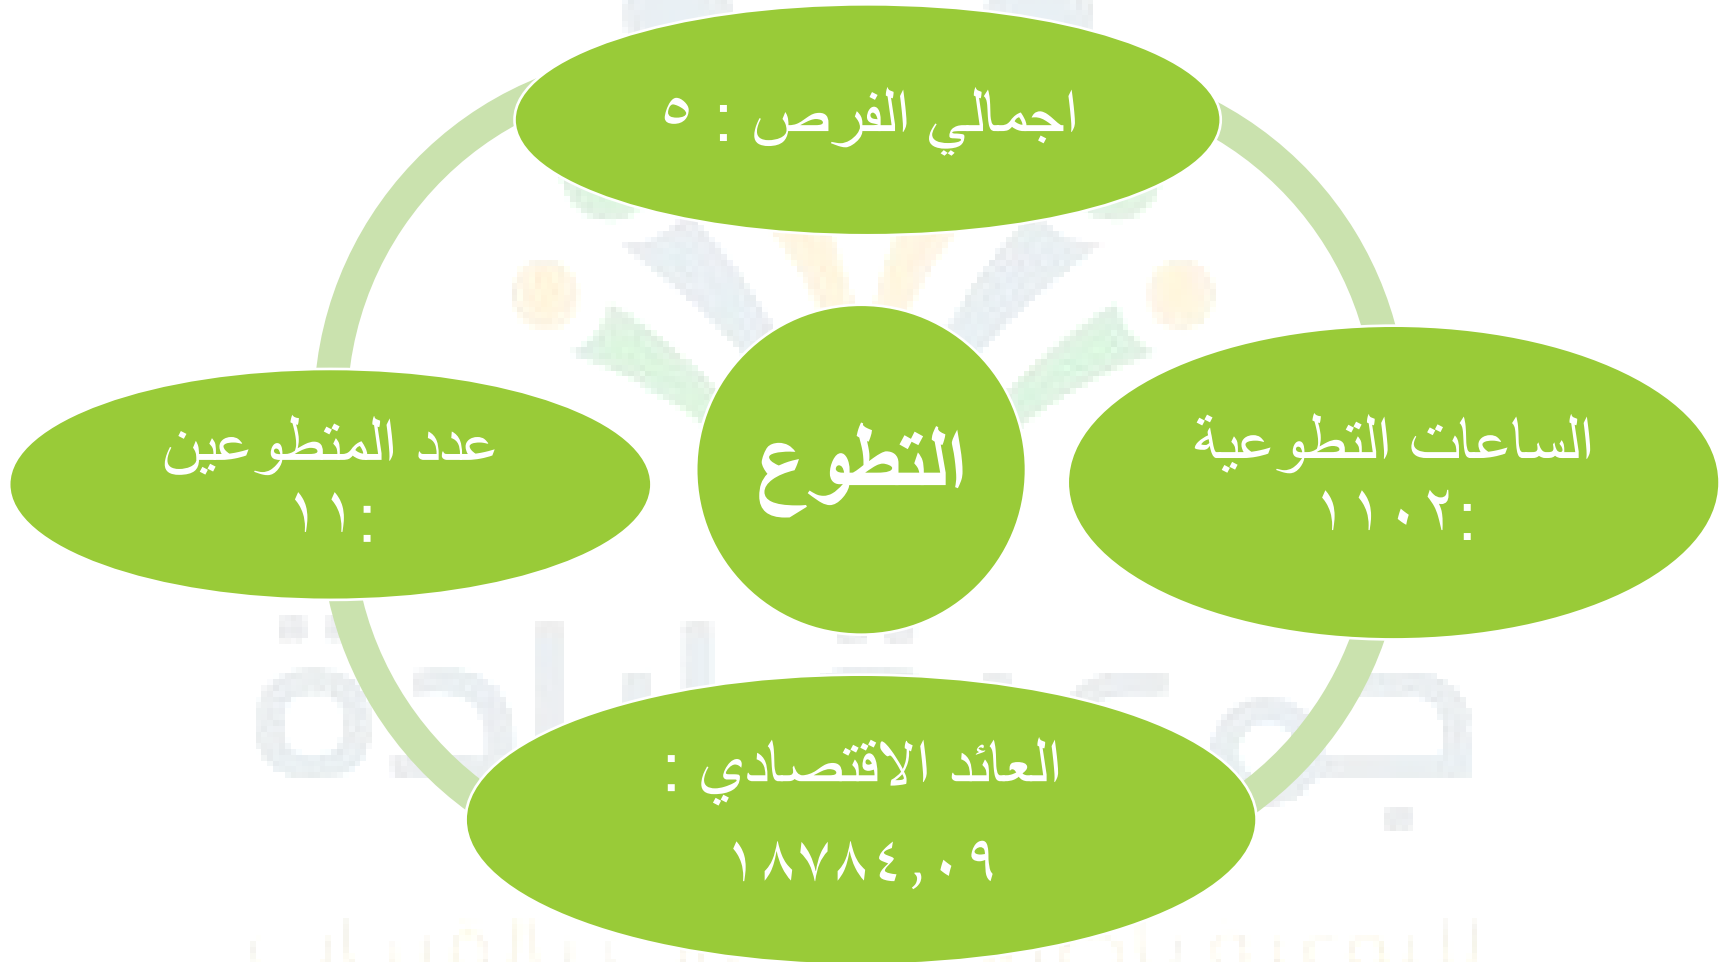 اجمالي الفرص : ٥
الساعات التطوعية
:١١٠٢
التطوع
عدد المتطوعين
:١١
العائد الاقتصادي :
١٨٧٨٤,٠٩